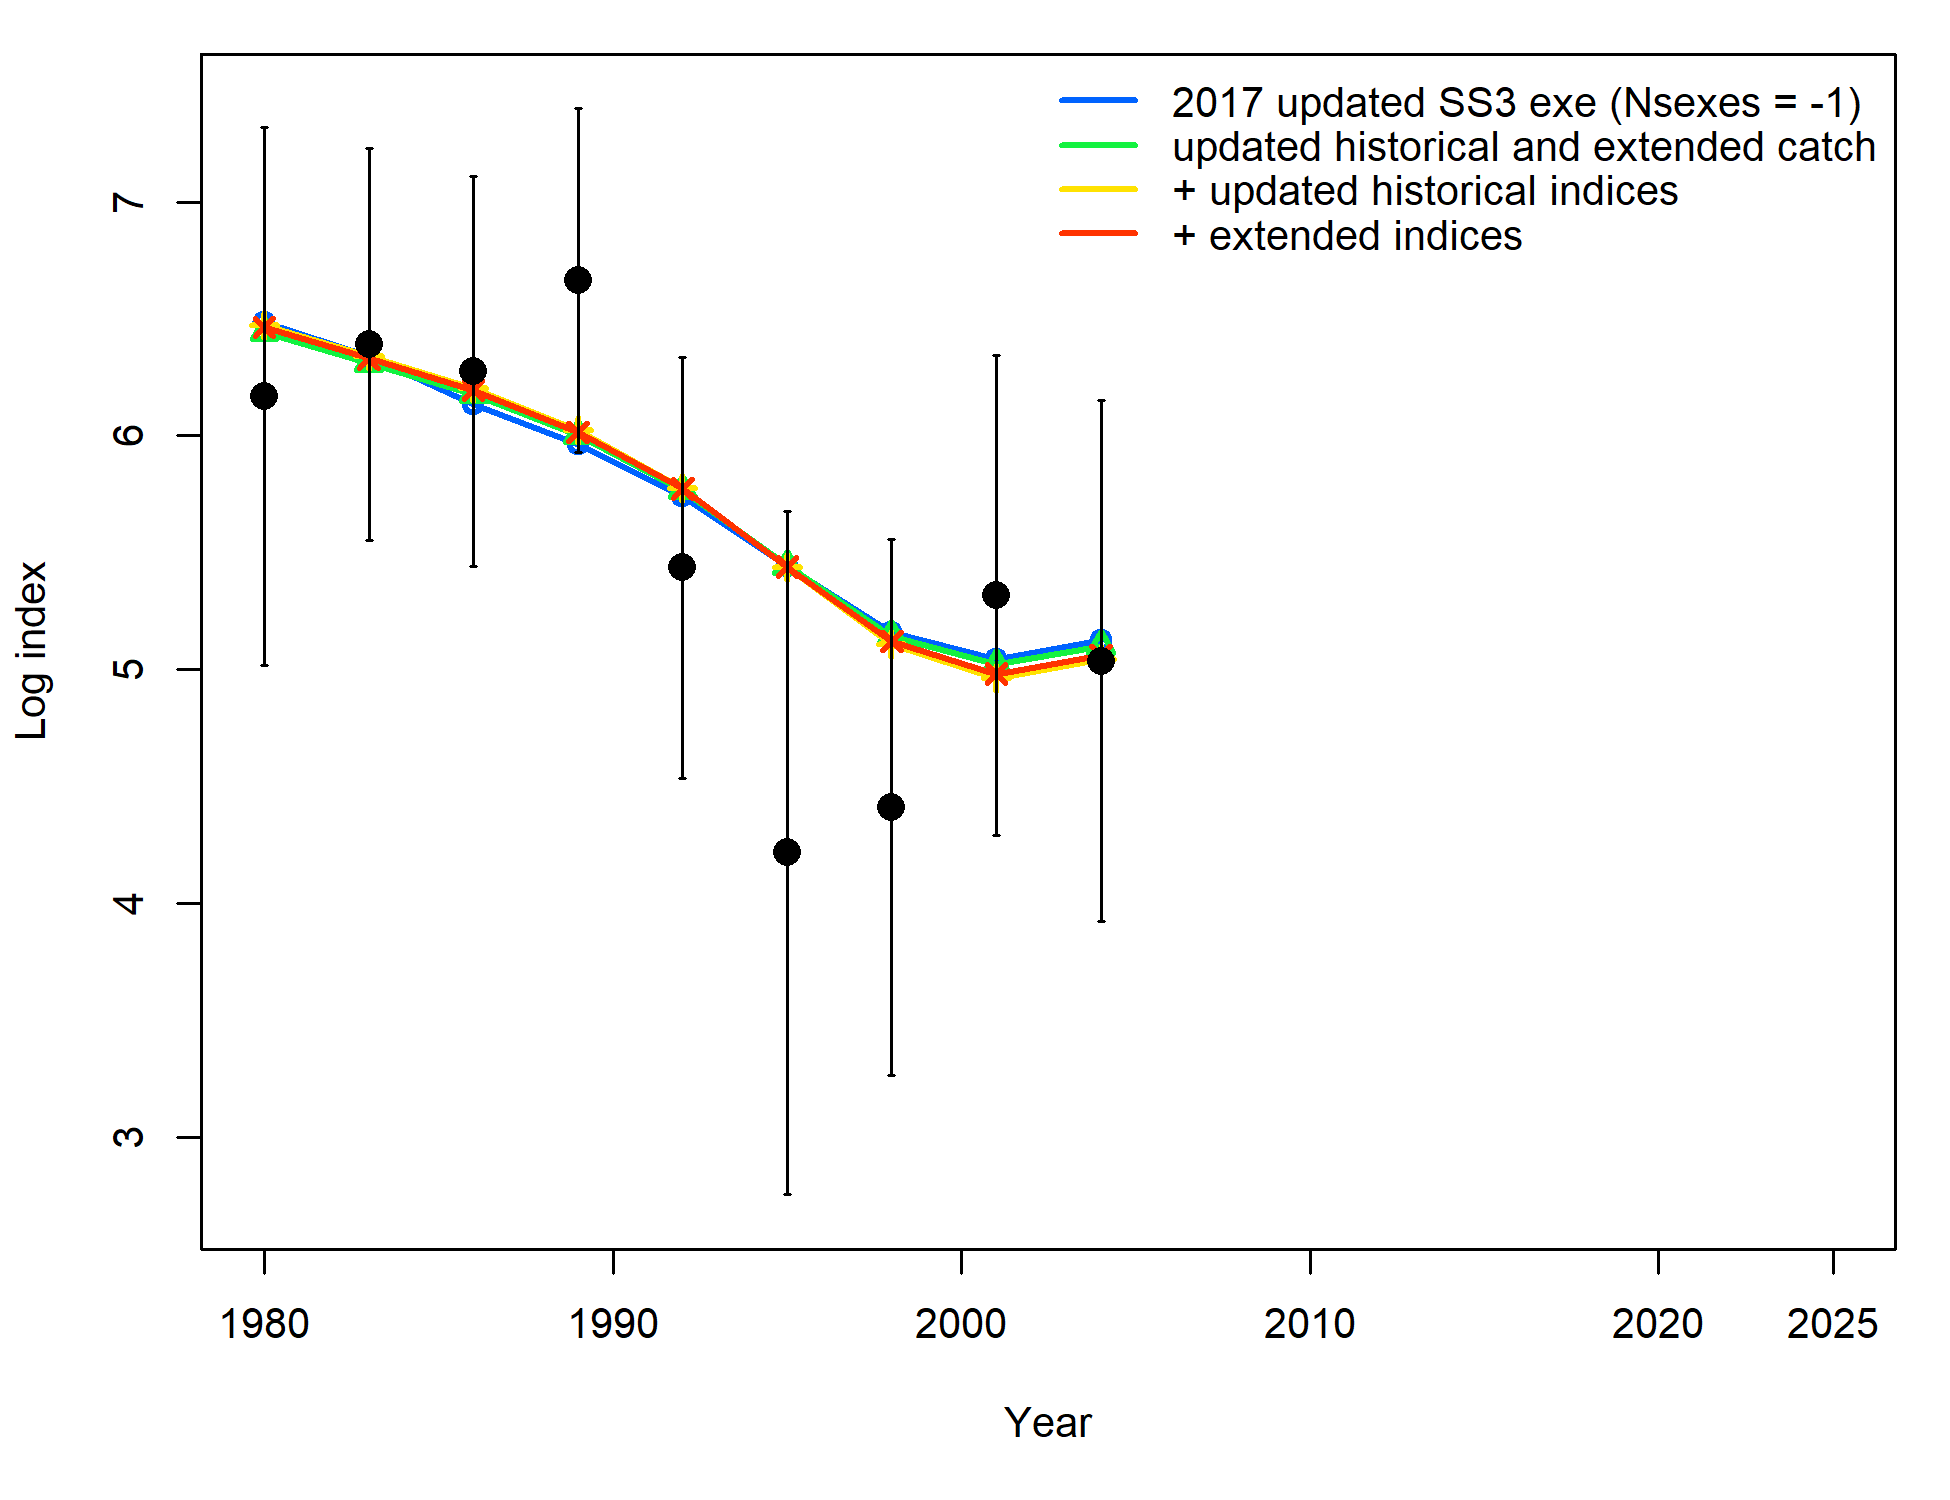 2017 updated SS3 exe (Nsexes = -1)
updated historical and extended catch
+ updated historical indices
+ extended indices
7
6
5
4
3
Log index
1980 1990 2000 2010 2020 2025
Year